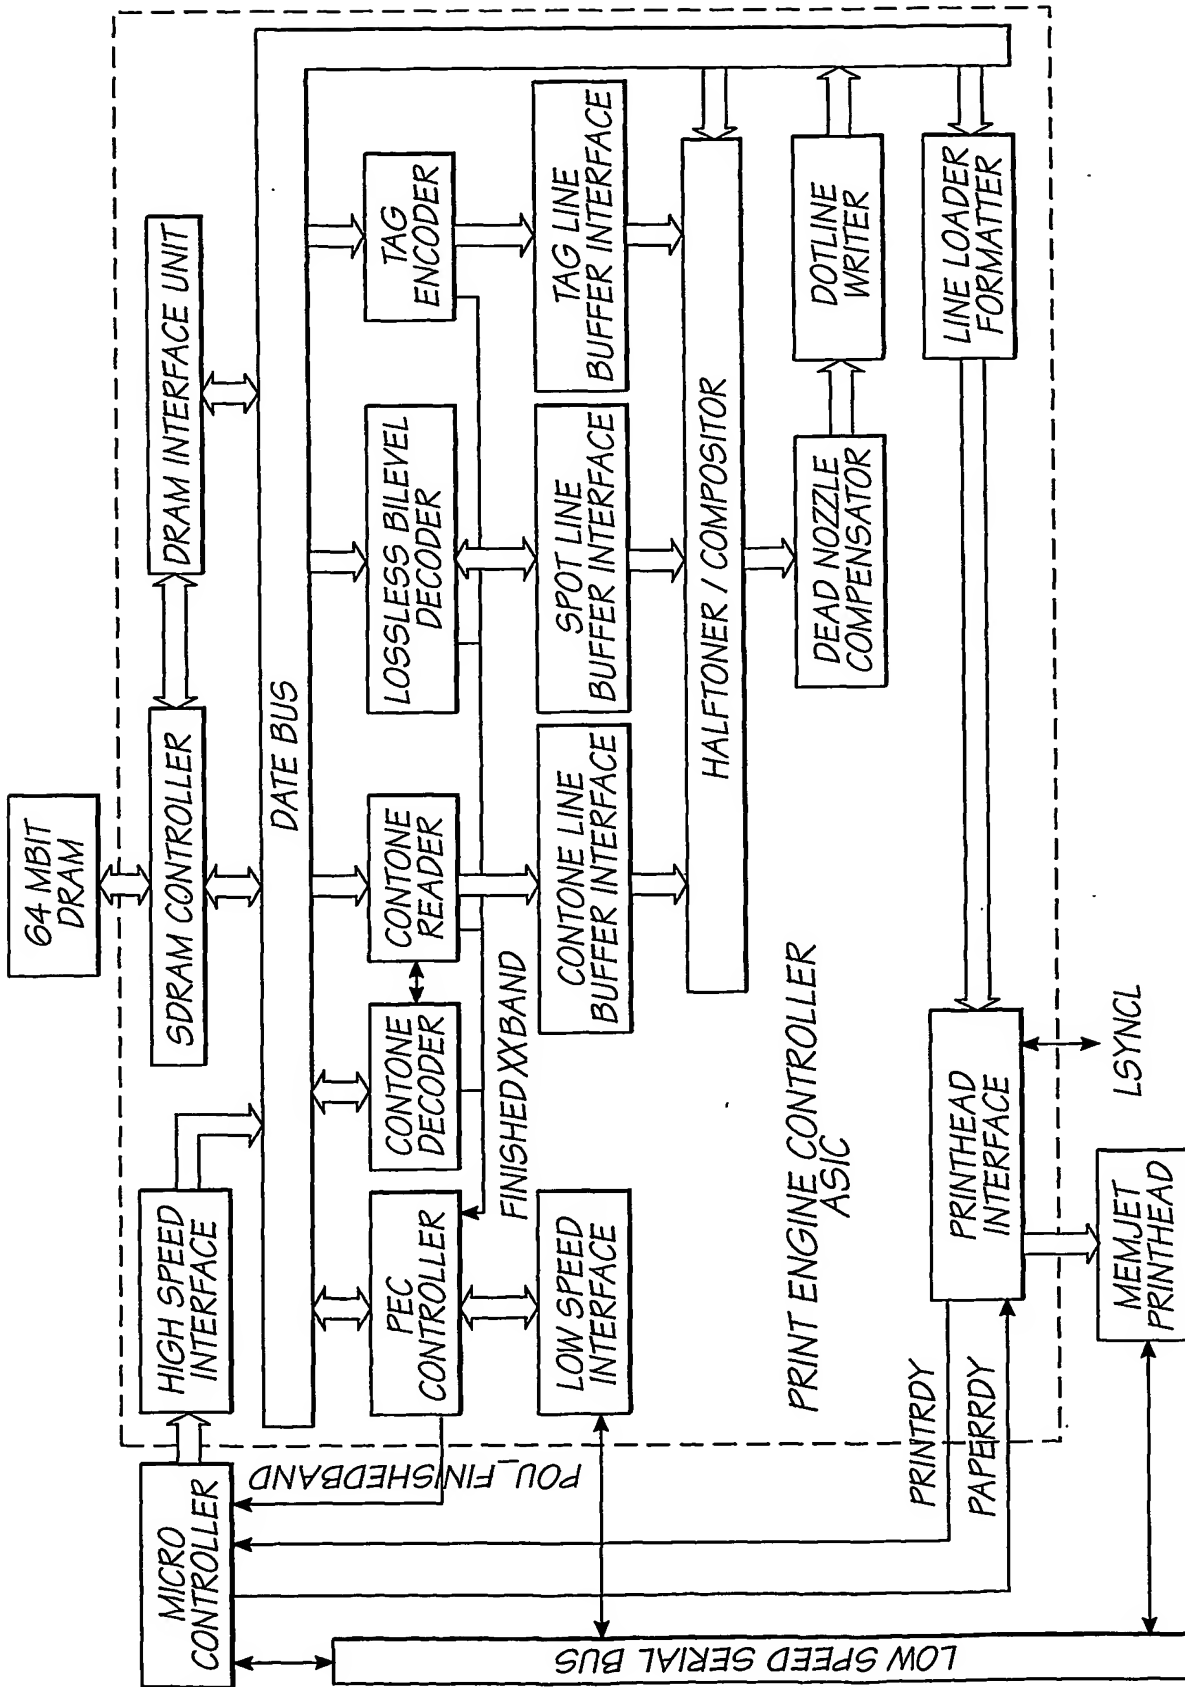 64 MBIT
DRAM
MICRO
CONTROLLER
HIGH SPEED
INTERFACE
SDRAM CONTROLLER
DRAM INTERFACE UNIT
DATE BUS
POU_FINISHEDBAND
PEC
CONTROLLER
CONTONE
DECODER
CONTONE
READER
LOSSLESS BILEVEL
DECODER
TAG
ENCODER
FINISHEDXXBAND
LOW SPEED
INTERFACE
CONTONE LINE
BUFFER INTERFACE
SPOT LINE
BUFFER INTERFACE
TAG LINE
BUFFER INTERFACE
HALFTONER / COMPOSITOR
PRINT ENGINE CONTROLLER
ASIC
DEAD NOZZLE
COMPENSATOR
DOTLINE
WRITER
PRINTRDY
PAPERRDY
PRINTHEAD
INTERFACE
LINE LOADER
FORMATTER
LSYNCL
MEMJET
PRINTHEAD
LOW SPEED SERIAL BUS